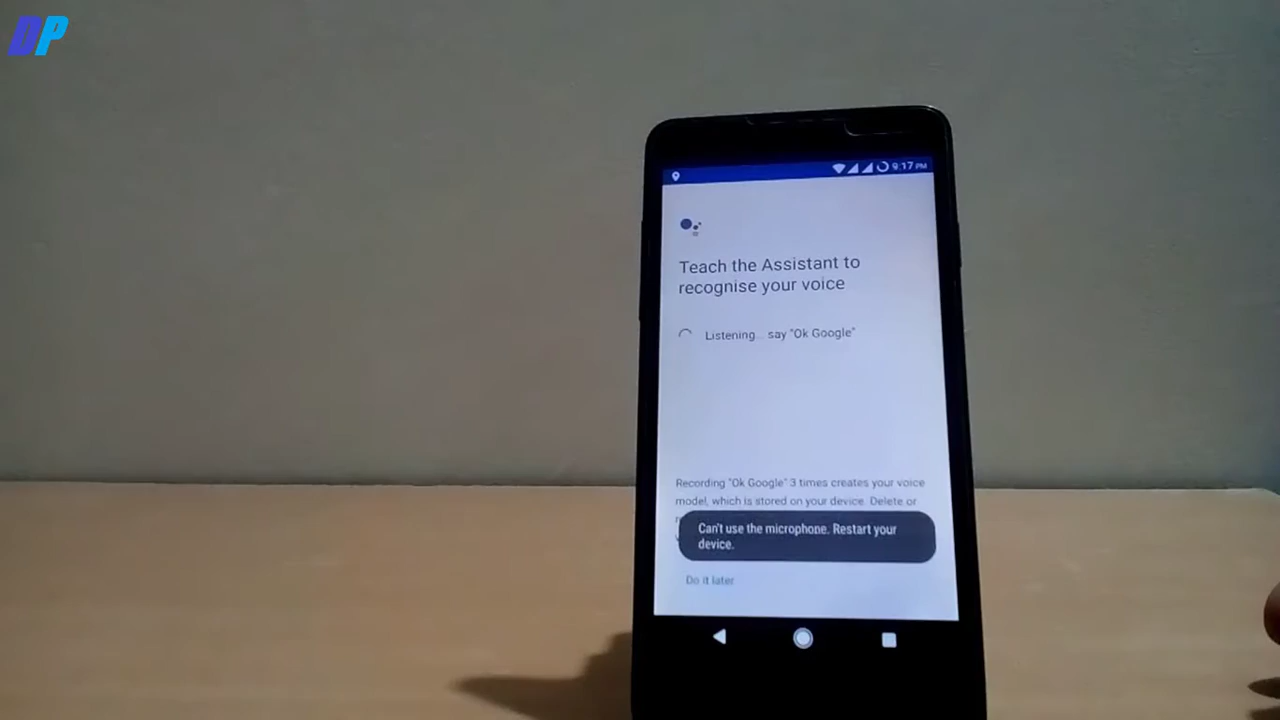 DP
9:17 PM
Teach the Assistant to
recognise your voice
Listening... say "Ok Google"
Recording "Ok Google" 3 times creates your voice
model, which is stored on your device. Delete or
Can't use the microphone. Restart your
device.
Do it later